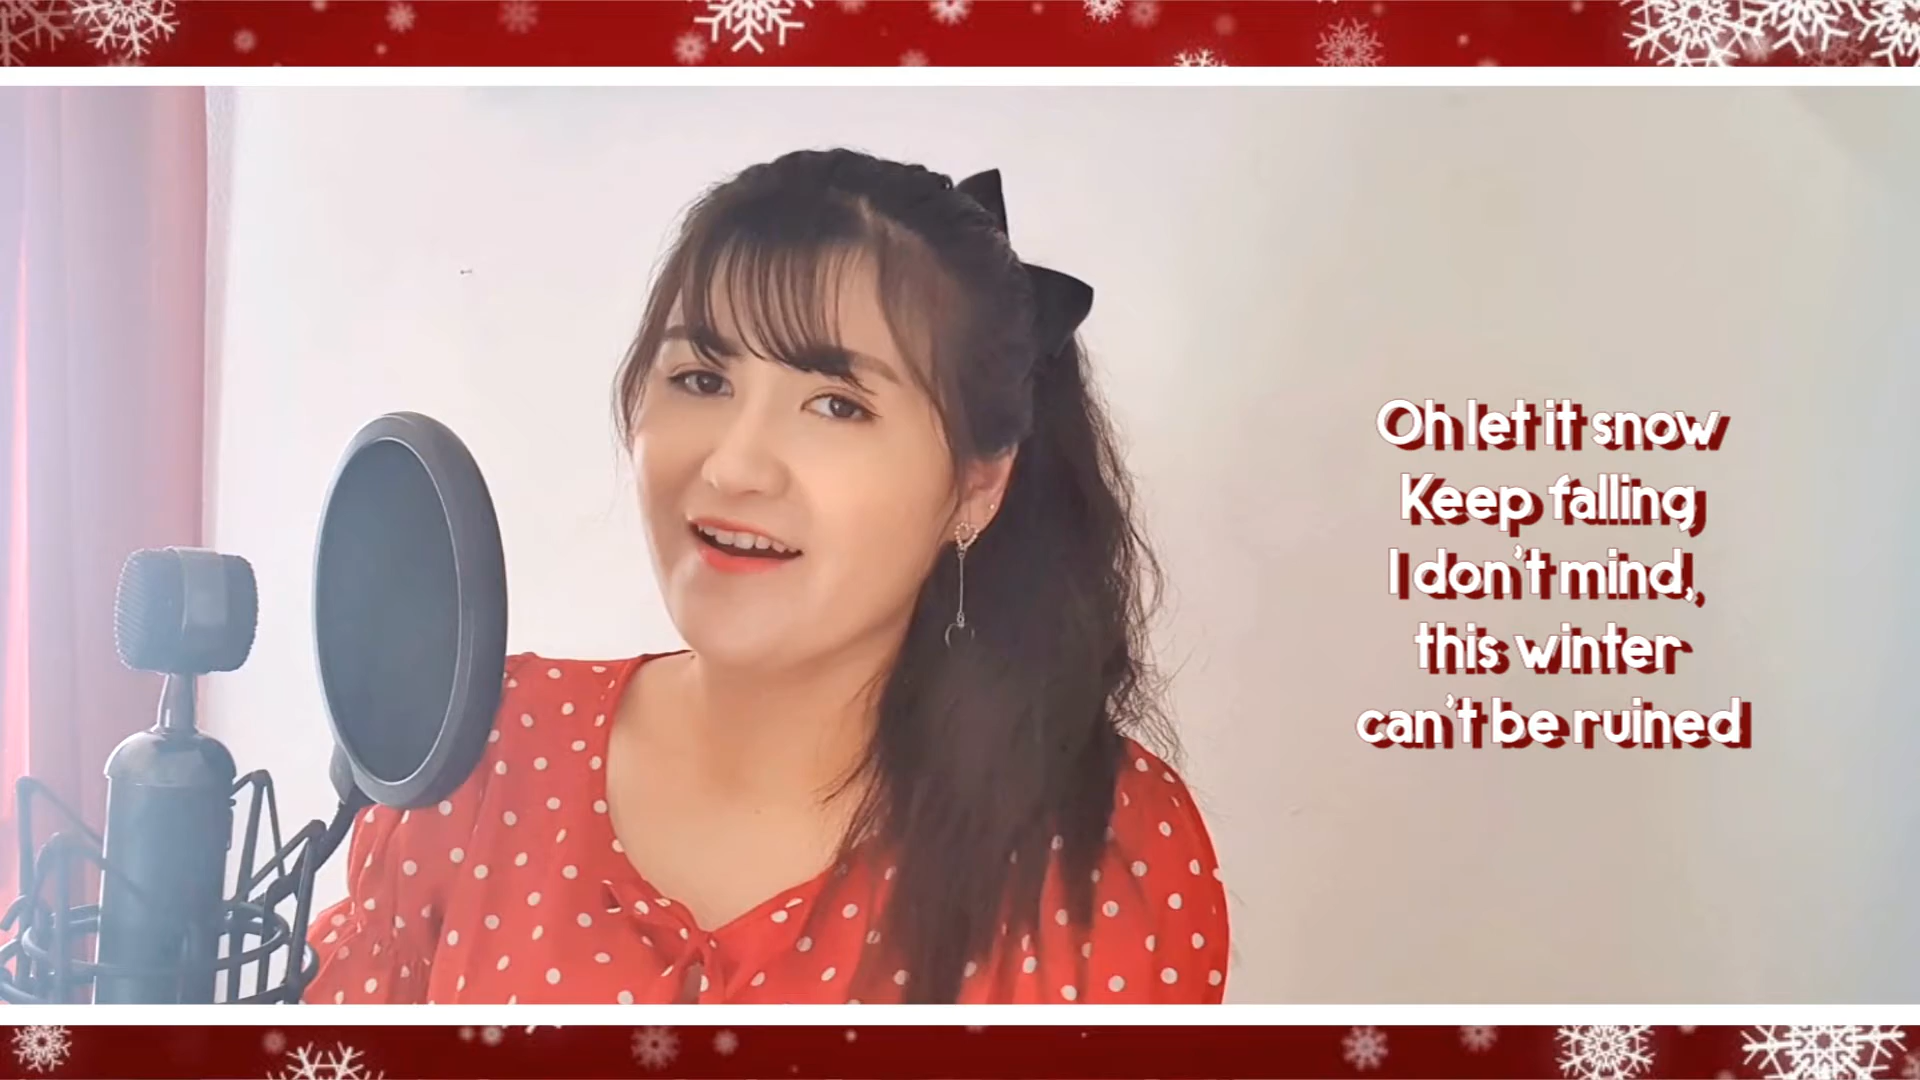 Oh let it snow
Keep falling
I don't mind,
this winter
can't be ruined